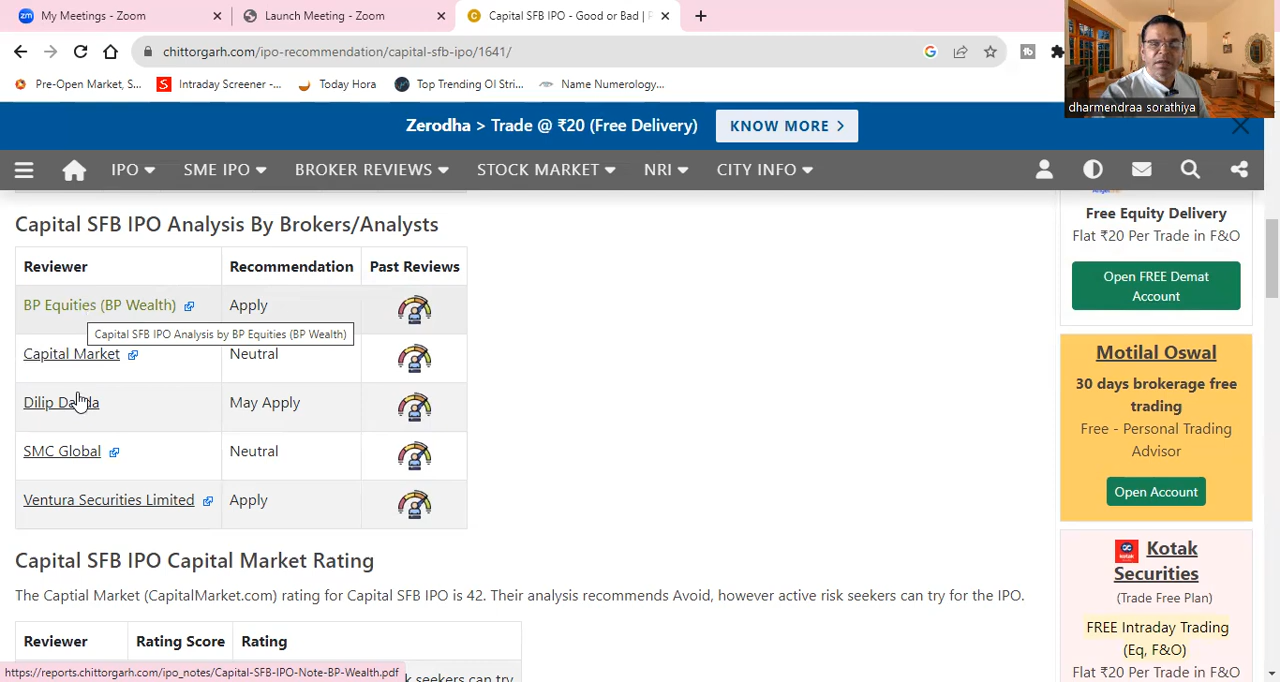 My Meetings - Zoom
Launch Meeting - Zoom
Capital SFB IPO - Good or Bad |
chittorgarh.com/ipo-recommendation/capital-sfb-ipo/1641/
Pre-Open Market, S...
Intraday Screener -...
Today Hora
Top Trending OI Stri...
Name Numerology...
dharmendraa sorathiya
Zerodha > Trade @ ₹20 (Free Delivery)
KNOW MORE
IPO
SME IPO
BROKER REVIEWS
STOCK MARKET
NRI
CITY INFO
Capital SFB IPO Analysis By Brokers/Analysts
Reviewer Recommendation Past Reviews
BP Equities (BP Wealth) Apply
Capital SFB IPO Analysis by BP Equities (BP Wealth)
Capital Market Neutral
Dilip May Apply
SMC Global Neutral
Ventura Securities Limited Apply
Capital SFB IPO Capital Market Rating
The Captial Market (CapitalMarket.com) rating for Capital SFB IPO is 42. Their analysis recommends Avoid, however active risk seekers can try for the IPO.
Reviewer Rating Score Rating
seekers can try
https://reports.chittorgarh.com/ipo_notes/Capital-SFB-IPO-Note-BP-Wealth.pdf
Free Equity Delivery
Flat ₹20 Per Trade in F&O
Open FREE Demat
Account
Motilal Oswal
30 days brokerage free
trading
Free - Personal Trading
Advisor
Open Account
Kotak
Securities
(Trade Free Plan)
FREE Intraday Trading
(Eq, F&O)
Flat ₹20 Per Trade in F&O